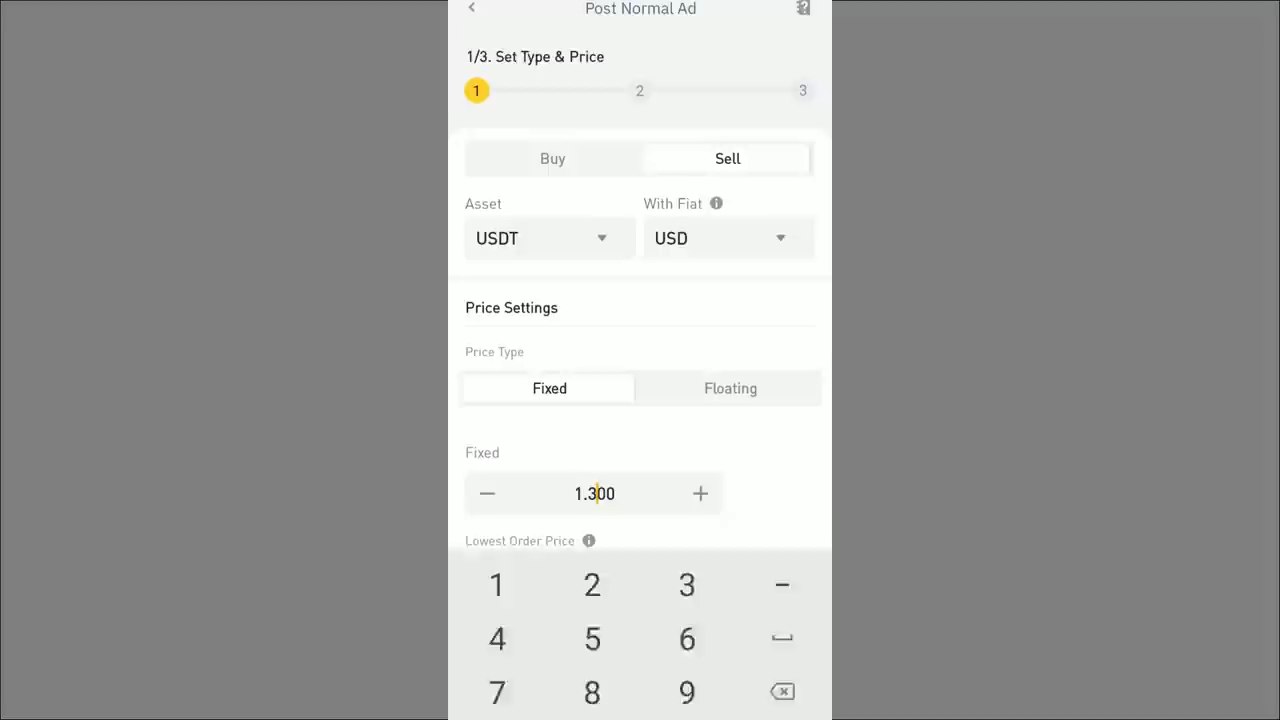 Post Normal Ad
1/3. Set Type & Price
1 2 3
Buy Sell
Asset With Fiat
USDT USD
Price Settings
Price Type
Fixed Floating
Fixed
− 1.300 +
Lowest Order Price
1 2 3 −
4 5 6
7 8 9